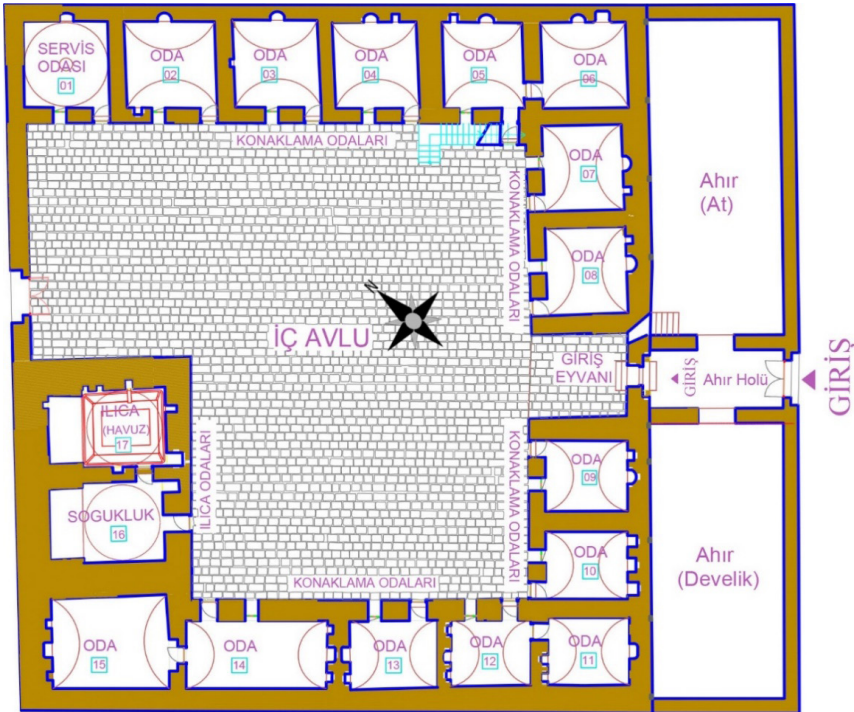 SERVİS
ODASI
01
ODA
02
ODA
03
ODA
04
ODA
05
ODA
06
KONAKLAMA ODALARI
ODA
07
Ahır
(At)
KONAKLAMA ODALARI
ODA
08
N
İÇ AVLU
GİRİŞ
EYVANI
GİRİŞ
Ahır Holü
GİRİŞ
ILICA
(HAVUZ)
17
ILICA ODALARI
KONAKLAMA ODALARI
ODA
09
SOGUKLUK
16
ODA
10
Ahır
(Develik)
KONAKLAMA ODALARI
ODA
15
ODA
14
ODA
13
ODA
12
ODA
11